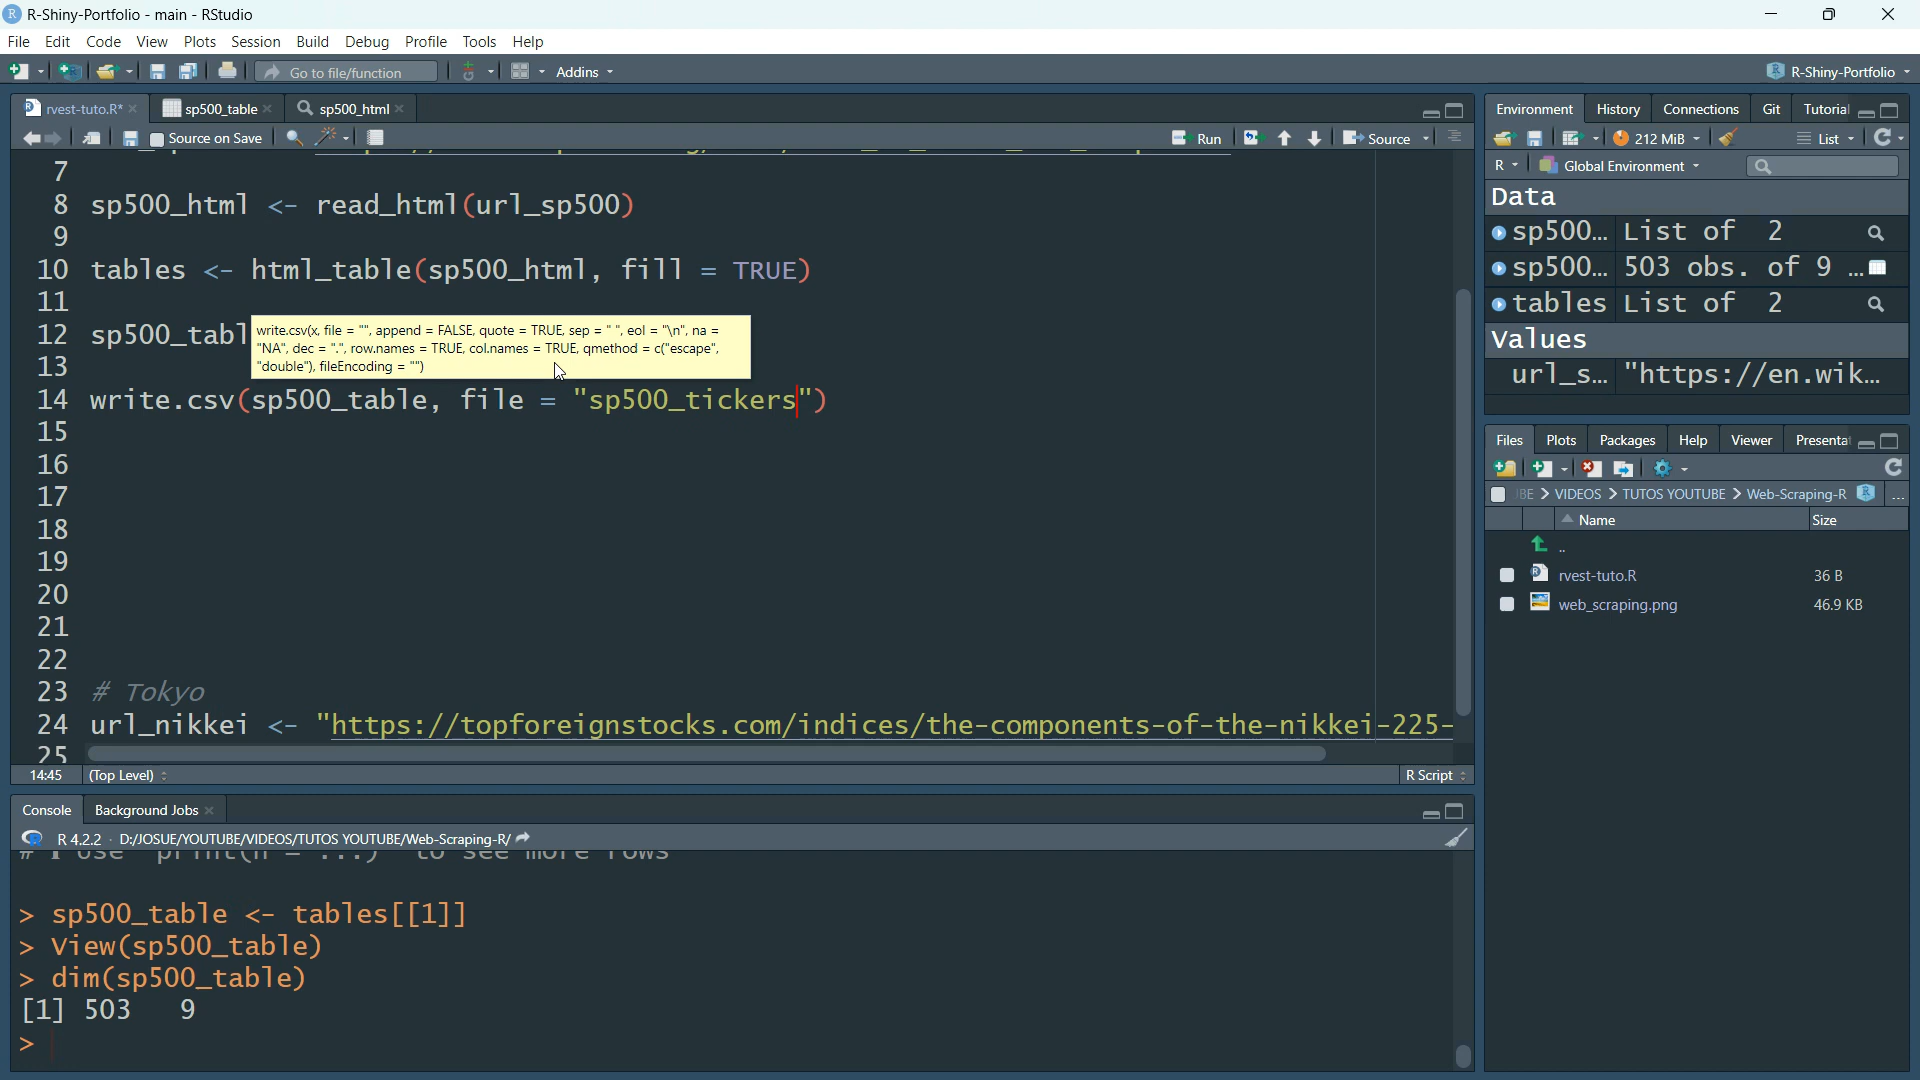 R-Shiny-Portfolio - main - RStudio
File Edit Code View Plots Session Build Debug Profile Tools Help
Go to file/function Addins R-Shiny-Portfolio
rvest-tuto.R* sp500_table sp500_html
Source on Save Run Source
7
8 sp500_html <- read_html(url_sp500)
9
10 tables <- html_table(sp500_html, fill = TRUE)
11
12 sp500_tabl
write.csv(x, file = "", append = FALSE, quote = TRUE, sep = " ", eol = "\n", na =
"NA", dec = ".", row.names = TRUE, col.names = TRUE, qmethod = c("escape",
"double"), fileEncoding = "")
13
14 write.csv(sp500_table, file = "sp500_tickers")
15
16
17
18
19
20
21
22
23 # Tokyo
24 url_nikkei <- "https://topforeignstocks.com/indices/the-components-of-the-nikkei-225-
25
14:45 (Top Level) R Script
Console Background Jobs
R 4.2.2 · D:/JOSUE/YOUTUBE/VIDEOS/TUTOS YOUTUBE/Web-Scraping-R/
# i Use `print(n = ...)` to see more rows
> sp500_table <- tables[[1]]
> View(sp500_table)
> dim(sp500_table)
[1] 503 9
>
Environment History Connections Git Tutorial
212 MiB List
R Global Environment
Data
sp500... List of 2
sp500... 503 obs. of 9 ...
tables List of 2
Values
url_s... "https://en.wik...
Files Plots Packages Help Viewer Presenta
BE > VIDEOS > TUTOS YOUTUBE > Web-Scraping-R ...
Name Size
..
rvest-tuto.R 36 B
web_scraping.png 46.9 KB